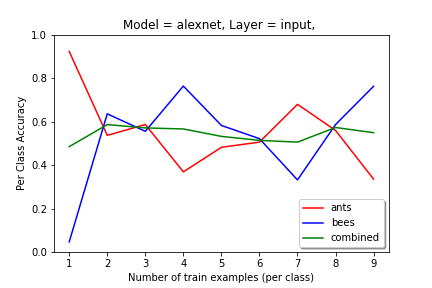 Model = alexnet, Layer = input,
Per Class Accuracy
1.0
0.8
0.6
0.4
0.2
0.0
ants
bees
combined
1 2 3 4 5 6 7 8 9
Number of train examples (per class)